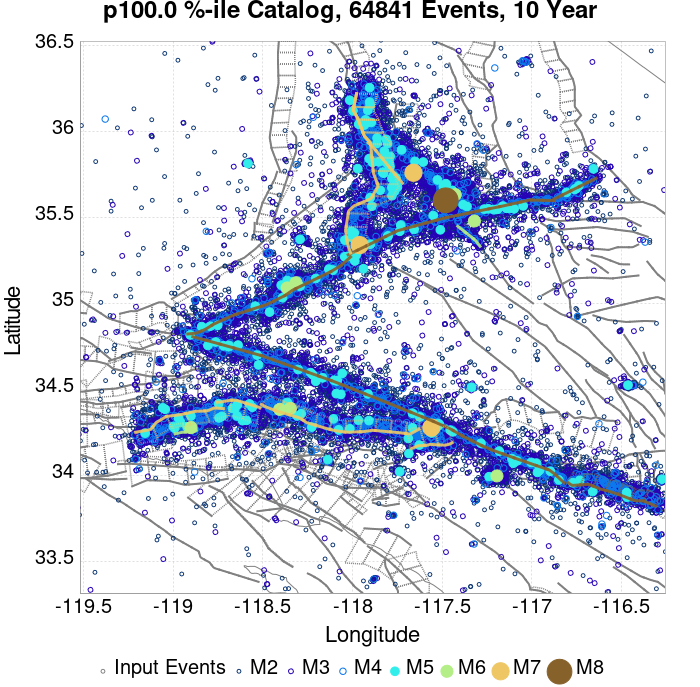 p100.0 %-ile Catalog, 64841 Events, 10 Year
36.5
36
35.5
35
34.5
34
33.5
Latitude
-119.5 -119 -118.5 -118 -117.5 -117 -116.5
Longitude
Input Events M2 M3 M4 M5 M6 M7 M8